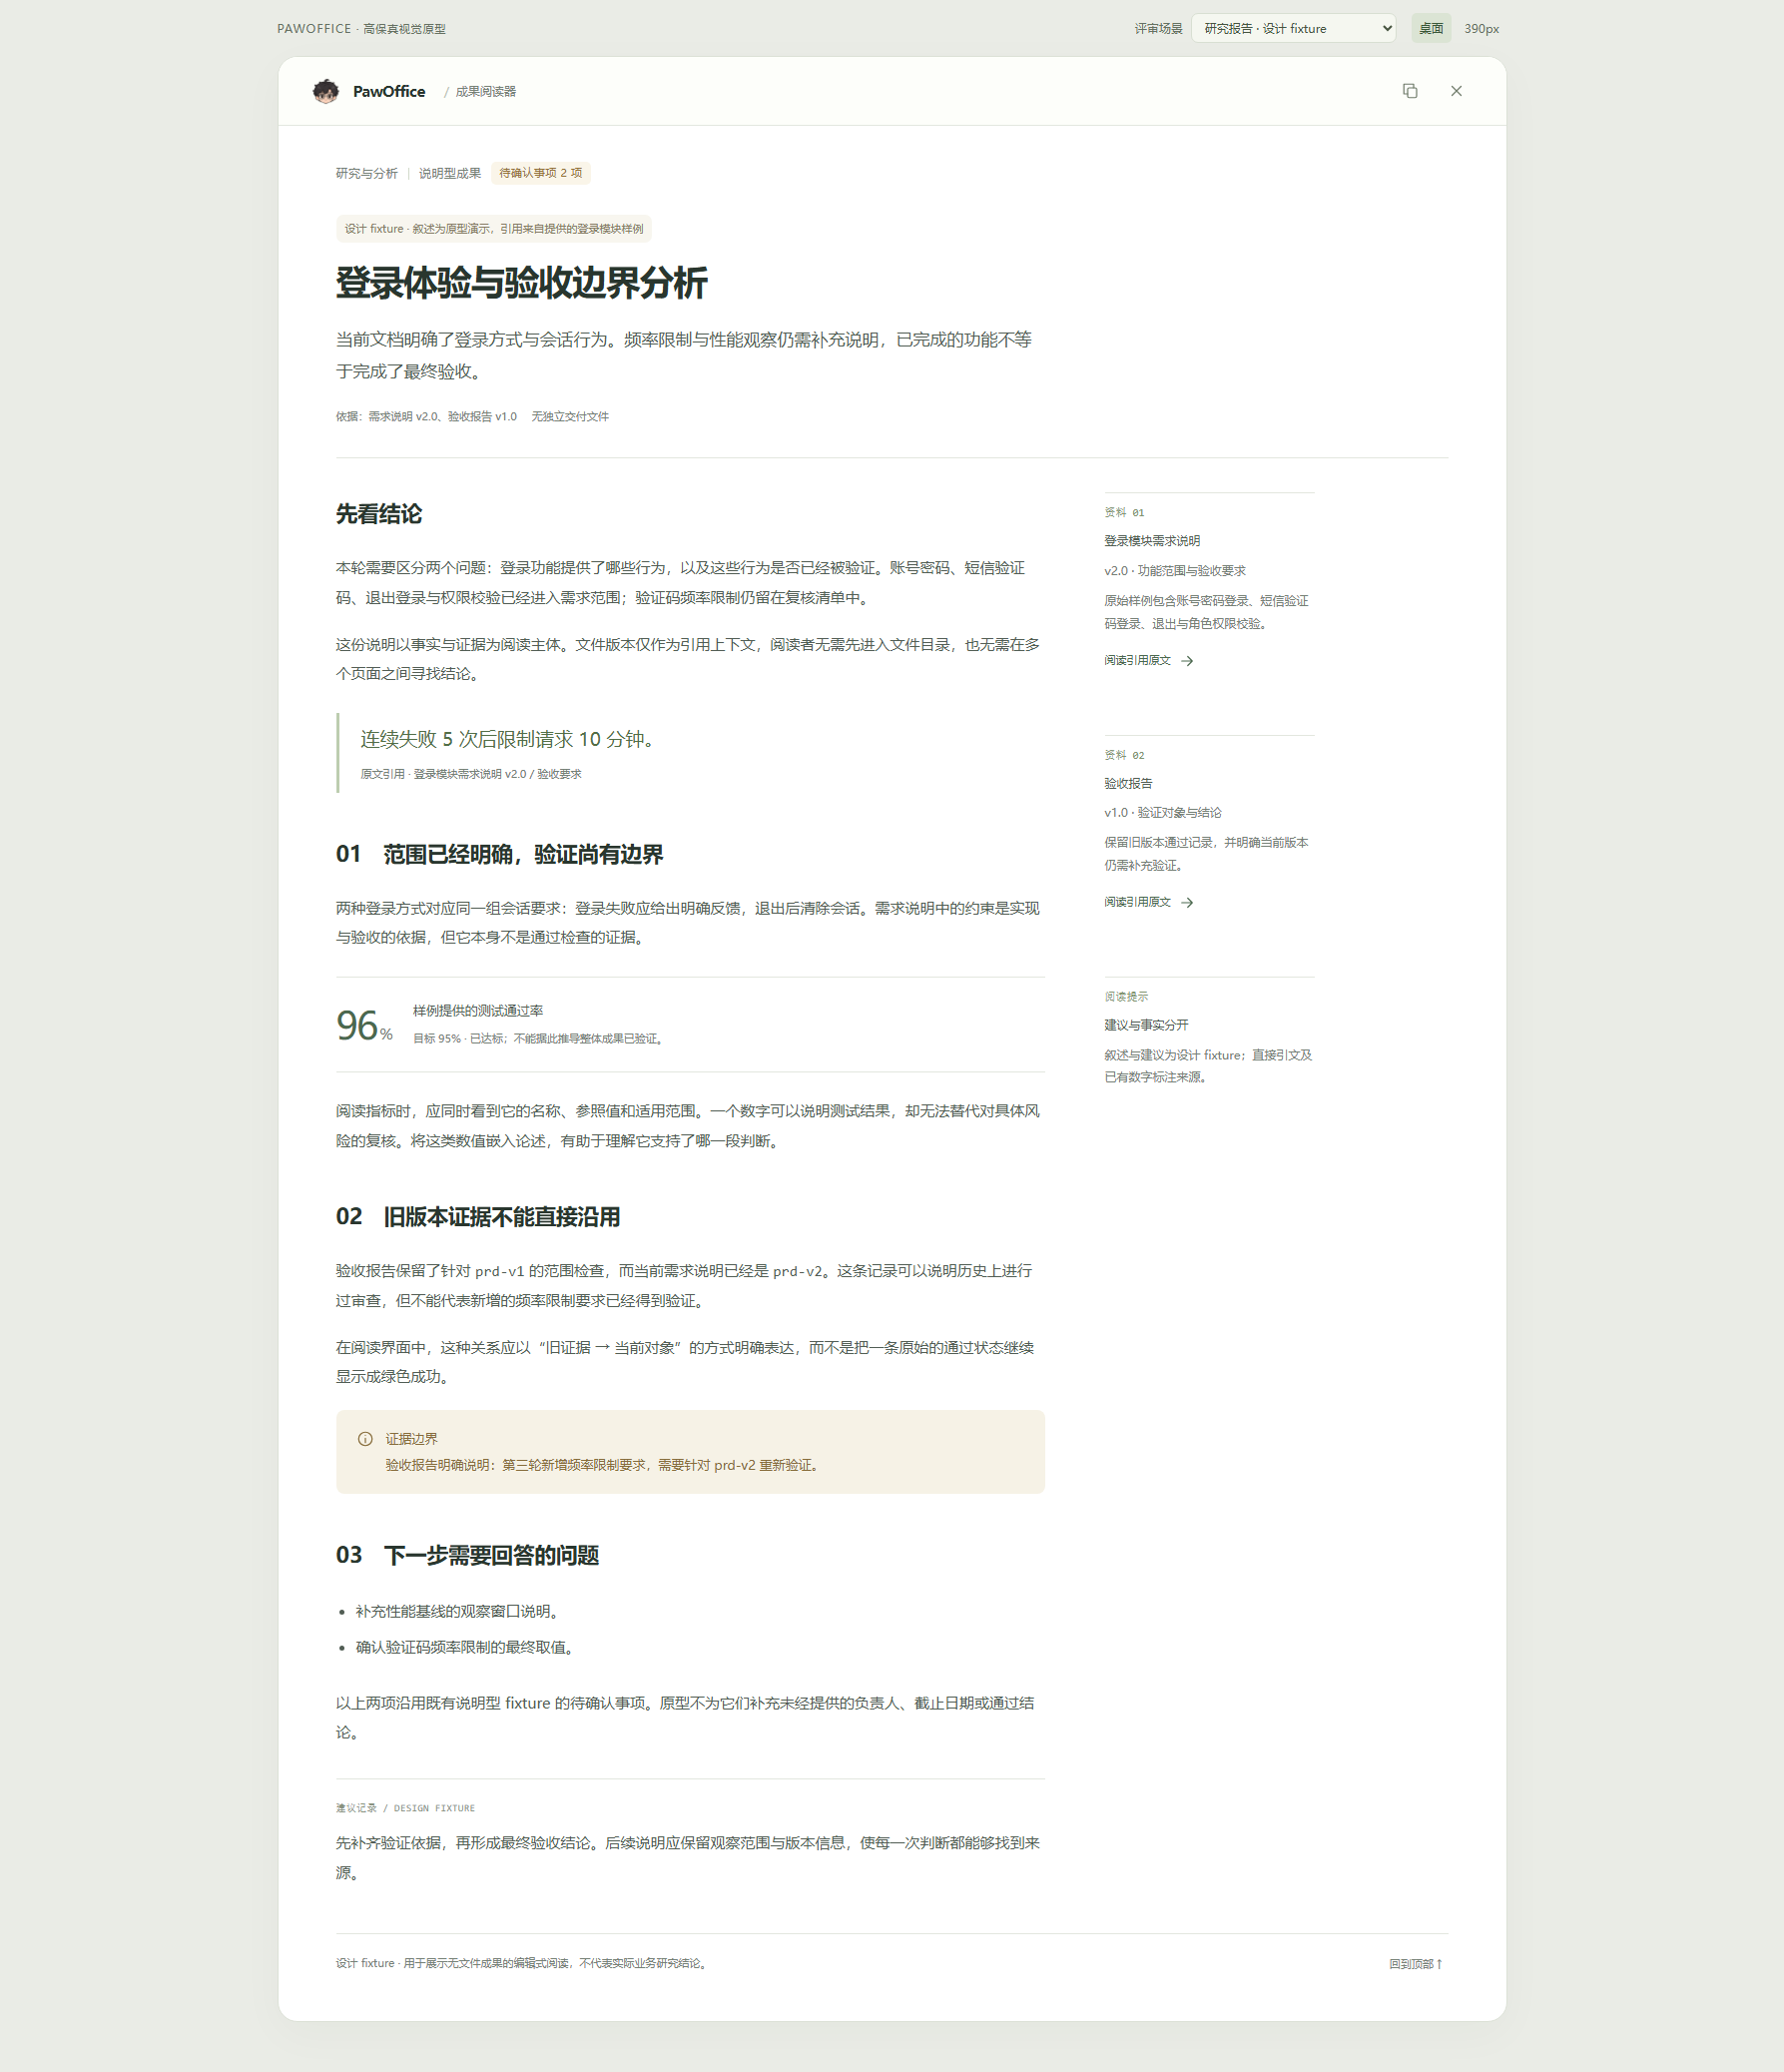 PAWOFFICE · 高保真视觉原型
评审场景 研究报告 · 设计 fixture 桌面 390px
PawOffice / 成果阅读器
研究与分析 | 说明型成果 待确认事项 2 项
设计 fixture · 叙述为原型演示，引用来自提供的登录模块样例
登录体验与验收边界分析
当前文档明确了登录方式与会话行为。频率限制与性能观察仍需补充说明，已完成的功能不等
于完成了最终验收。
依据：需求说明 v2.0、验收报告 v1.0 无独立交付文件
先看结论
本轮需要区分两个问题：登录功能提供了哪些行为，以及这些行为是否已经被验证。账号密码、短信验证
码、退出登录与权限校验已经进入需求范围；验证码频率限制仍留在复核清单中。
这份说明以事实与证据为阅读主体。文件版本仅作为引用上下文，阅读者无需先进入文件目录，也无需在多
个页面之间寻找结论。
连续失败 5 次后限制请求 10 分钟。
原文引用 · 登录模块需求说明 v2.0 / 验收要求
01 范围已经明确，验证尚有边界
两种登录方式对应同一组会话要求：登录失败应给出明确反馈，退出后清除会话。需求说明中的约束是实现
与验收的依据，但它本身不是通过检查的证据。
96%
样例提供的测试通过率
目标 95% · 已达标；不能据此推导整体成果已验证。
阅读指标时，应同时看到它的名称、参照值和适用范围。一个数字可以说明测试结果，却无法替代对具体风
险的复核。将这类数值嵌入论述，有助于理解它支持了哪一段判断。
02 旧版本证据不能直接沿用
验收报告保留了针对 prd-v1 的范围检查，而当前需求说明已经是 prd-v2。这条记录可以说明历史上进行
过审查，但不能代表新增的频率限制要求已经得到验证。
在阅读界面中，这种关系应以“旧证据 → 当前对象”的方式明确表达，而不是把一条原始的通过状态继续
显示成绿色成功。
证据边界
验收报告明确说明：第三轮新增频率限制要求，需要针对 prd-v2 重新验证。
03 下一步需要回答的问题
• 补充性能基线的观察窗口说明。
• 确认验证码频率限制的最终取值。
以上两项沿用既有说明型 fixture 的待确认事项。原型不为它们补充未经提供的负责人、截止日期或通过结
论。
建议记录 / DESIGN FIXTURE
先补齐验证依据，再形成最终验收结论。后续说明应保留观察范围与版本信息，使每一次判断都能够找到来
源。
资料 01
登录模块需求说明
v2.0 · 功能范围与验收要求
原始样例包含账号密码登录、短信验证
码登录、退出与角色权限校验。
阅读引用原文 →
资料 02
验收报告
v1.0 · 验证对象与结论
保留旧版本通过记录，并明确当前版本
仍需补充验证。
阅读引用原文 →
阅读提示
建议与事实分开
叙述与建议为设计 fixture；直接引文及
已有数字标注来源。
设计 fixture · 用于展示无文件成果的编辑式阅读，不代表实际业务研究结论。
回到顶部 ↑